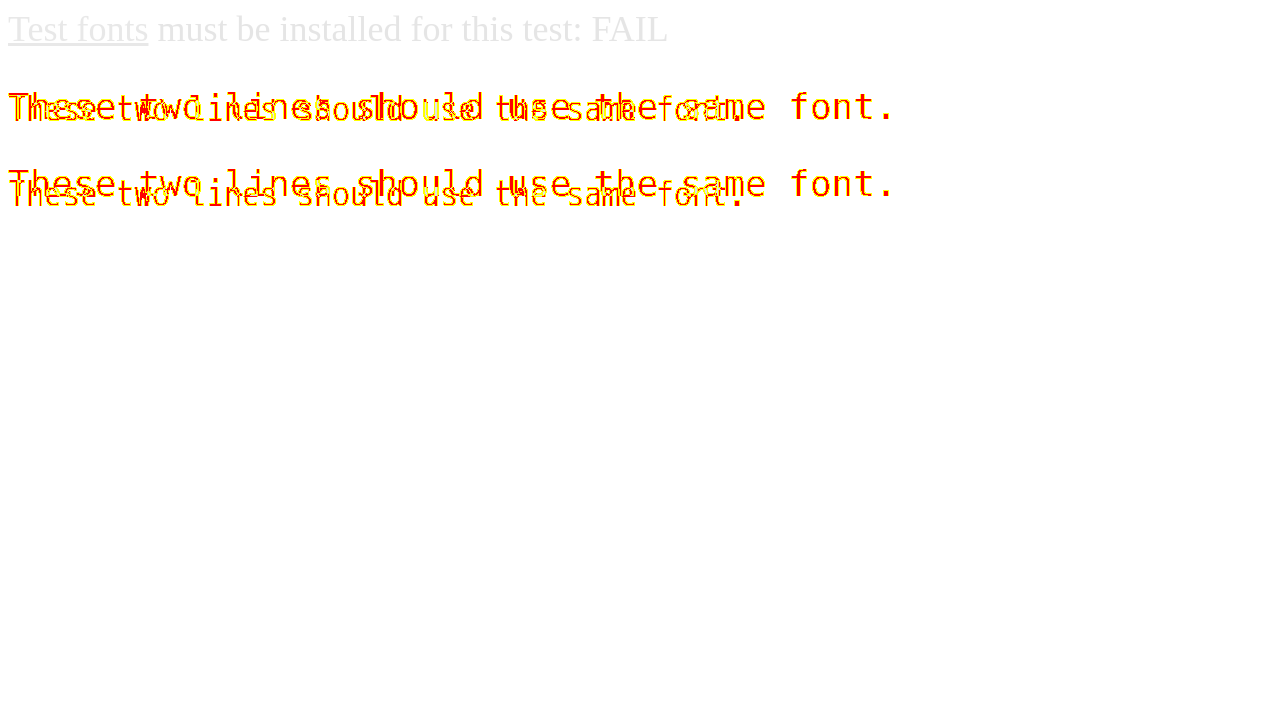 Test fonts must be installed for this test: FAIL
These two lines should use the same font.
These two lines should use the same font.
These two lines should use the same font.
These two lines should use the same font.